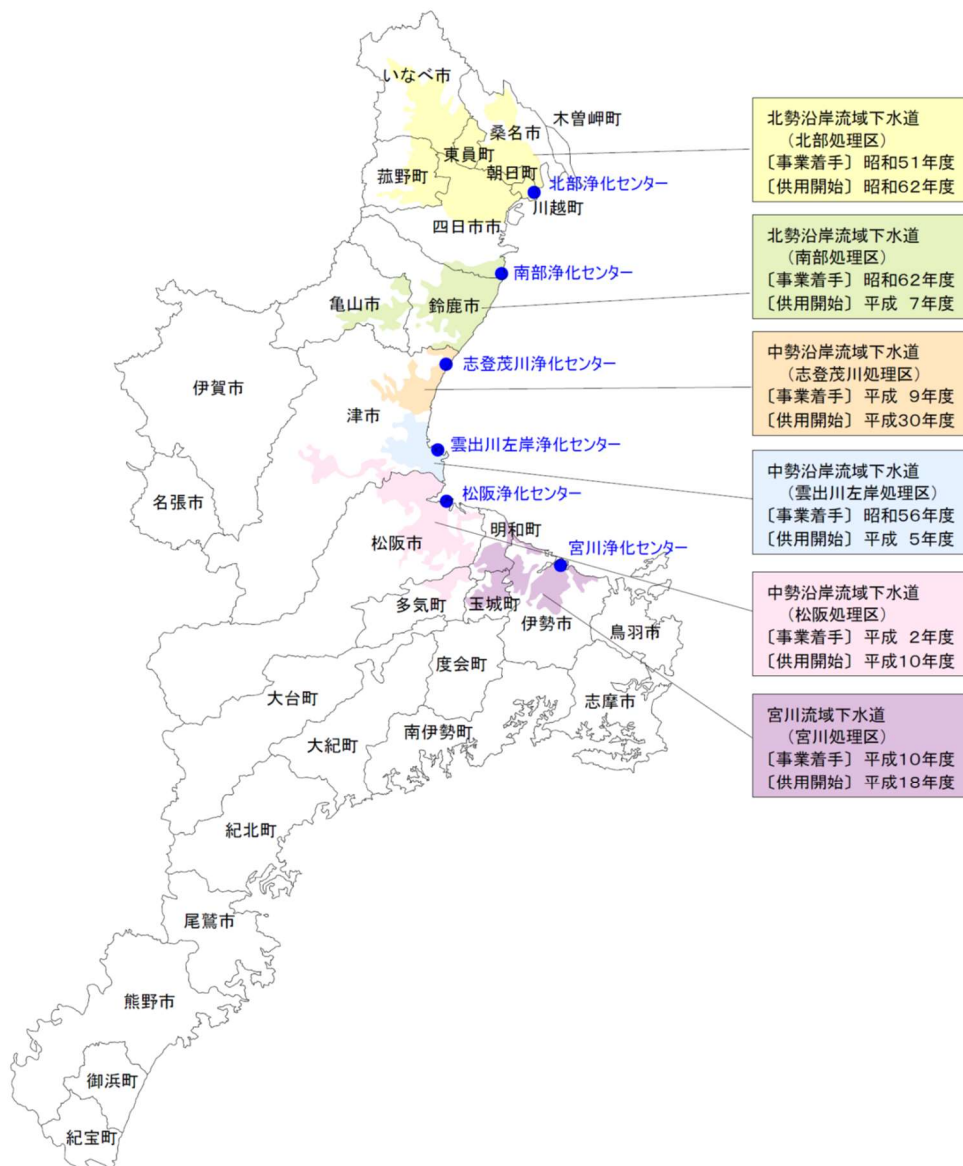 いなべ市
木曽岬町
桑名市
東員町
朝日町
菰野町
北部浄化センター
川越町
四日市市
南部浄化センター
亀山市
鈴鹿市
志登茂川浄化センター
伊賀市
津市
雲出川左岸浄化センター
名張市
松阪浄化センター
明和町
松阪市
宮川浄化センター
多気町
玉城町
伊勢市
鳥羽市
度会町
大台町
志摩市
南伊勢町
大紀町
紀北町
尾鷲市
熊野市
御浜町
紀宝町
北勢沿岸流域下水道
（北部処理区）
〔事業着手〕 昭和51年度
〔供用開始〕 昭和62年度
北勢沿岸流域下水道
（南部処理区）
〔事業着手〕 昭和62年度
〔供用開始〕 平成 7年度
中勢沿岸流域下水道
（志登茂川処理区）
〔事業着手〕 平成 9年度
〔供用開始〕 平成30年度
中勢沿岸流域下水道
（雲出川左岸処理区）
〔事業着手〕 昭和56年度
〔供用開始〕 平成 5年度
中勢沿岸流域下水道
（松阪処理区）
〔事業着手〕 平成 2年度
〔供用開始〕 平成10年度
宮川流域下水道
（宮川処理区）
〔事業着手〕 平成10年度
〔供用開始〕 平成18年度